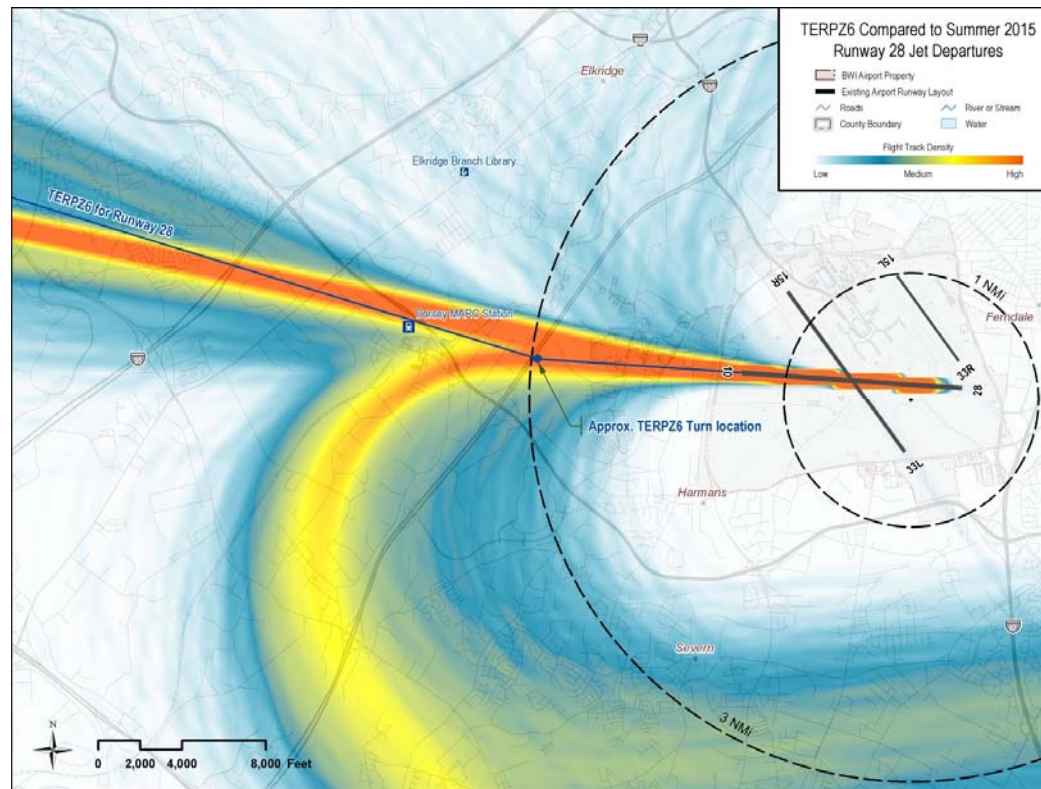 TERPZ6 Compared to Summer 2015
Runway 28 Jet Departures
BWI Airport Property
Existing Airport Runway Layout
Roads
River or Stream
County Boundary
Water
Flight Track Density
Low
Medium
High
Elkridge
Elkridge Branch Library
TERPZ6 for Runway 28
Dorsey MARC Station
15R
15L
1 NMi
Ferndale
33R
10
28
Approx. TERPZ6 Turn location
33L
Harmans
Severn
3 NMi
N
0 2,000 4,000 8,000 Feet